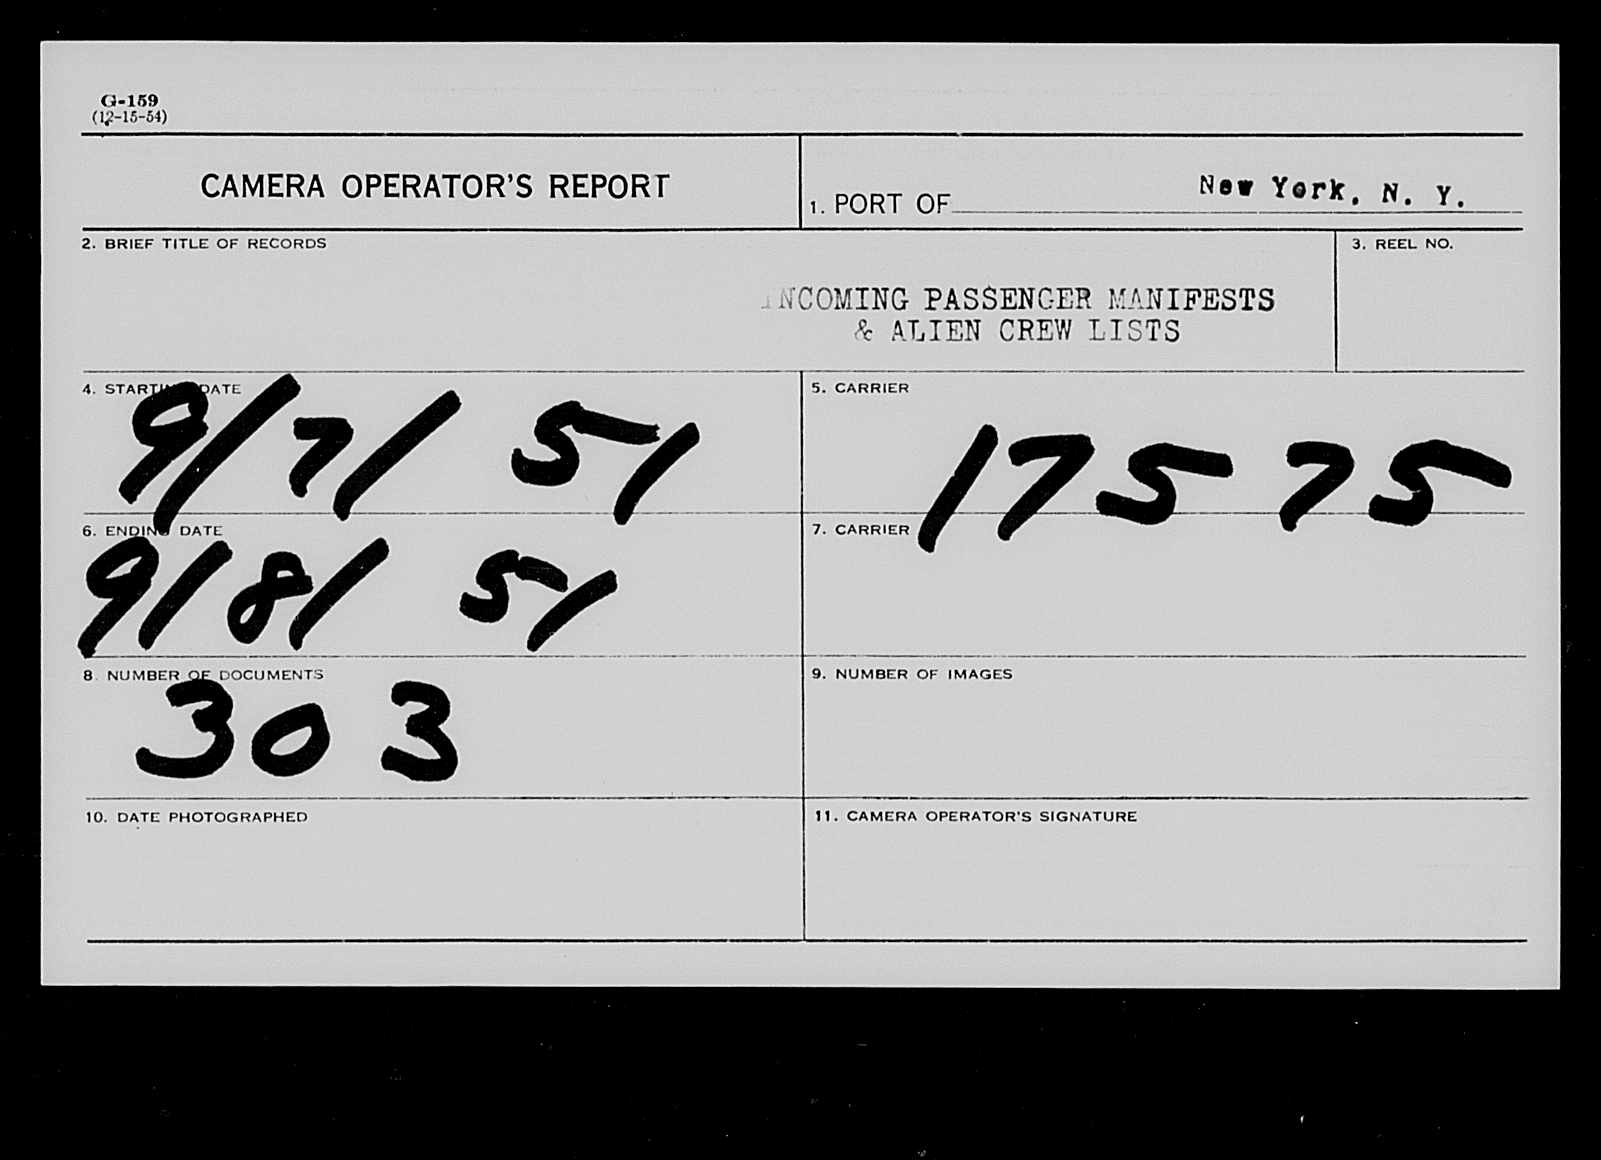 G-159
(12-15-54)
CAMERA OPERATOR'S REPORT
1. PORT OF New York, N. Y.
2. BRIEF TITLE OF RECORDS
INCOMING PASSENGER MANIFESTS
& ALIEN CREW LISTS
3. REEL NO.
4. STARTING DATE
9/7/51
5. CARRIER
17575
6. ENDING DATE
9/8/51
7. CARRIER
8. NUMBER OF DOCUMENTS
303
9. NUMBER OF IMAGES
10. DATE PHOTOGRAPHED
11. CAMERA OPERATOR'S SIGNATURE